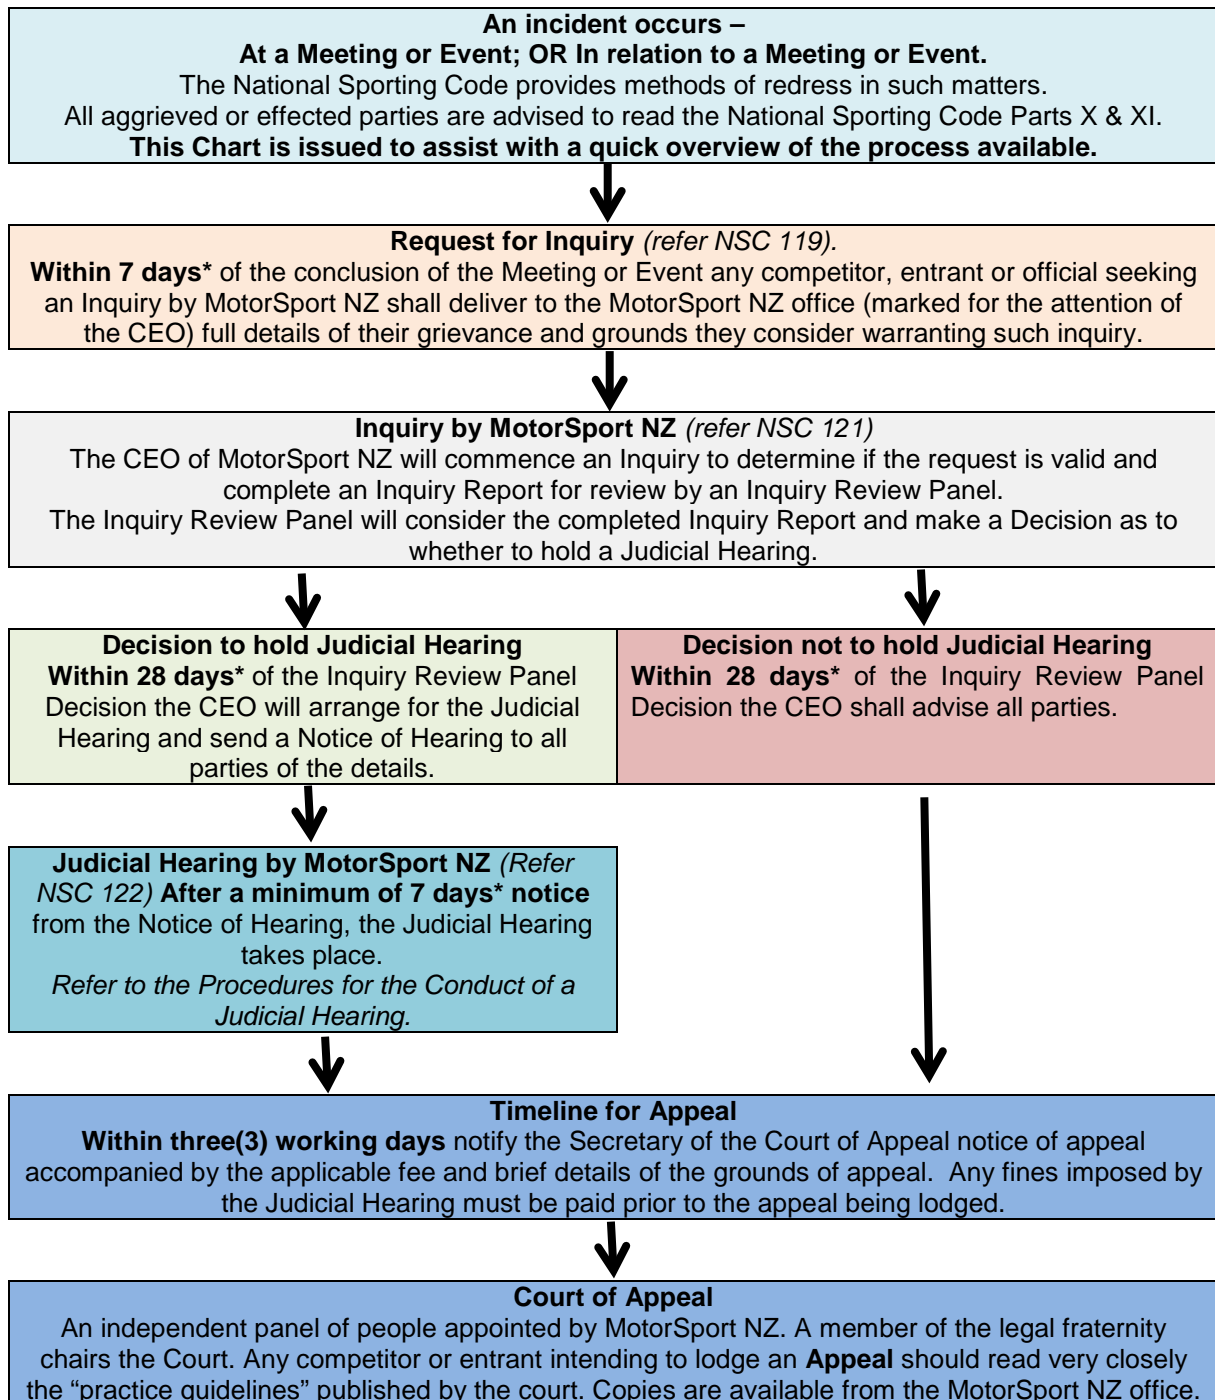 An incident occurs –
At a Meeting or Event; OR In relation to a Meeting or Event.
The National Sporting Code provides methods of redress in such matters.
All aggrieved or effected parties are advised to read the National Sporting Code Parts X & XI.
This Chart is issued to assist with a quick overview of the process available.
Request for Inquiry (refer NSC 119).
Within 7 days* of the conclusion of the Meeting or Event any competitor, entrant or official seeking
an Inquiry by MotorSport NZ shall deliver to the MotorSport NZ office (marked for the attention of
the CEO) full details of their grievance and grounds they consider warranting such inquiry.
Inquiry by MotorSport NZ (refer NSC 121)
The CEO of MotorSport NZ will commence an Inquiry to determine if the request is valid and
complete an Inquiry Report for review by an Inquiry Review Panel.
The Inquiry Review Panel will consider the completed Inquiry Report and make a Decision as to
whether to hold a Judicial Hearing.
Decision to hold Judicial Hearing
Within 28 days* of the Inquiry Review Panel
Decision the CEO will arrange for the Judicial
Hearing and send a Notice of Hearing to all
parties of the details.
Decision not to hold Judicial Hearing
Within 28 days* of the Inquiry Review Panel
Decision the CEO shall advise all parties.
Judicial Hearing by MotorSport NZ (Refer
NSC 122) After a minimum of 7 days* notice
from the Notice of Hearing, the Judicial Hearing
takes place.
Refer to the Procedures for the Conduct of a
Judicial Hearing.
Timeline for Appeal
Within three(3) working days notify the Secretary of the Court of Appeal notice of appeal
accompanied by the applicable fee and brief details of the grounds of appeal. Any fines imposed by
the Judicial Hearing must be paid prior to the appeal being lodged.
Court of Appeal
An independent panel of people appointed by MotorSport NZ. A member of the legal fraternity
chairs the Court. Any competitor or entrant intending to lodge an Appeal should read very closely
the “practice guidelines” published by the court. Copies are available from the MotorSport NZ office.